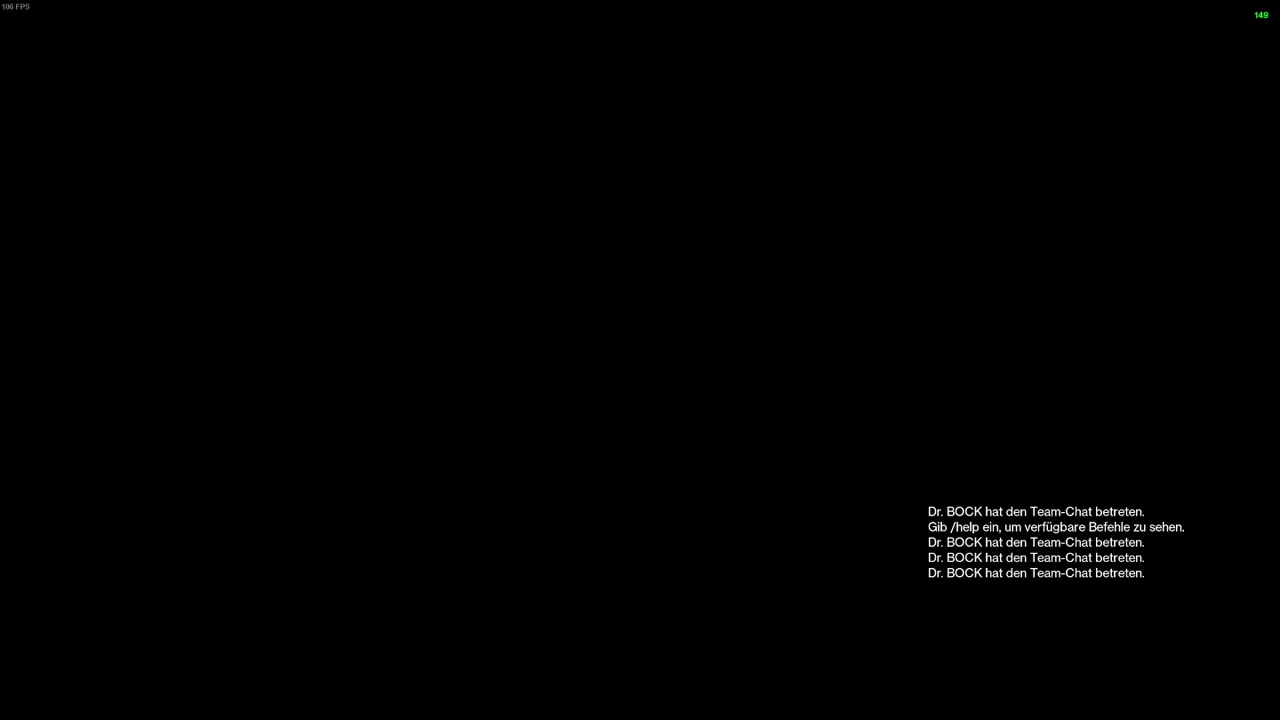 106 FPS
149
Dr. BOCK hat den Team-Chat betreten.
Gib /help ein, um verfügbare Befehle zu sehen.
Dr. BOCK hat den Team-Chat betreten.
Dr. BOCK hat den Team-Chat betreten.
Dr. BOCK hat den Team-Chat betreten.